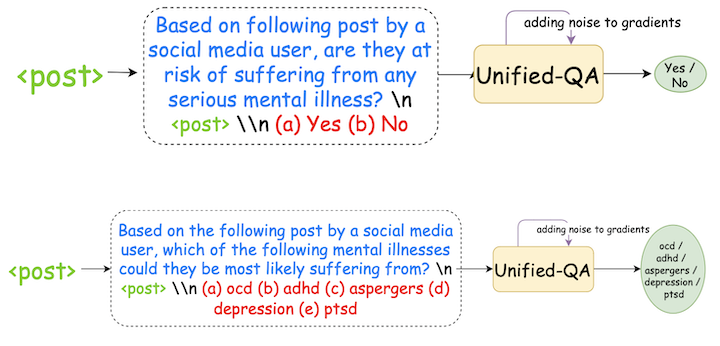 adding noise to gradients
Based on following post by a
social media user, are they at
risk of suffering from any
serious mental illness? \n
<post> \\n (a) Yes (b) No
<post>
Unified-QA
Yes /
No
adding noise to gradients
Based on the following post by a social media
user, which of the following mental illnesses
could they be most likely suffering from? \n
<post> \\n (a) ocd (b) adhd (c) aspergers (d)
depression (e) ptsd
<post>
Unified-QA
ocd /
adhd /
aspergers /
depression /
ptsd